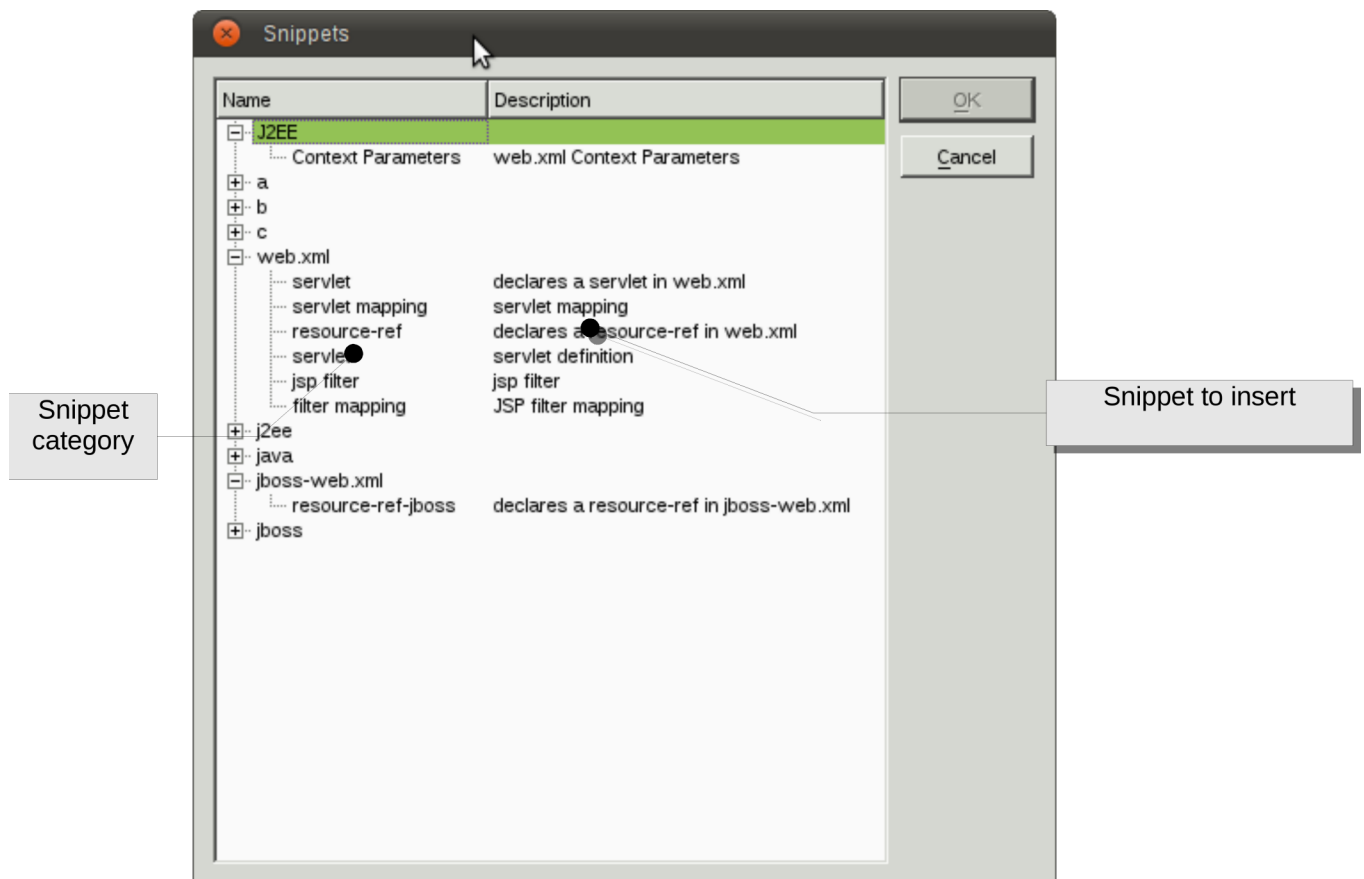 Snippets
Name Description
OK
J2EE
Context Parameters web.xml Context Parameters
Cancel
a
b
c
web.xml
servlet declares a servlet in web.xml
servlet mapping servlet mapping
resource-ref declares a resource-ref in web.xml
servlet servlet definition
jsp filter jsp filter
Snippet to insert
filter mapping JSP filter mapping
Snippet
category
j2ee
java
jboss-web.xml
resource-ref-jboss declares a resource-ref in jboss-web.xml
jboss